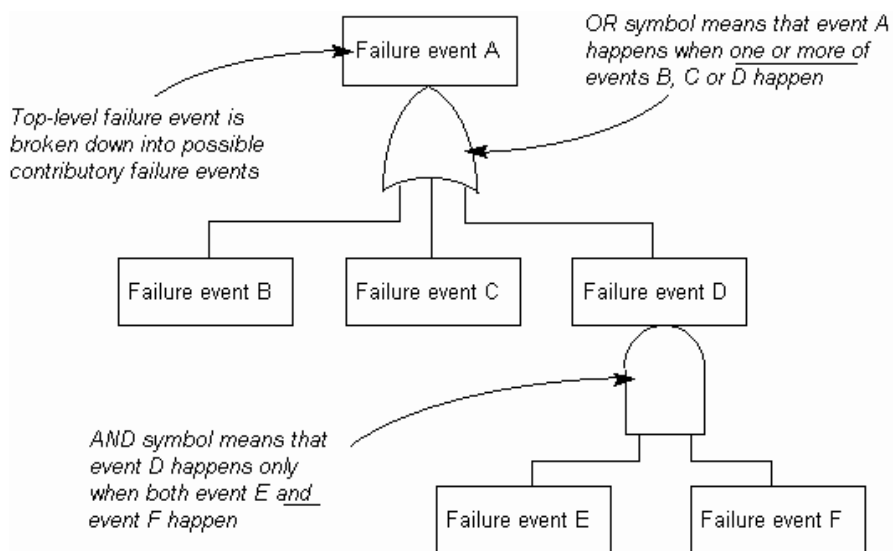 Failure event A
OR symbol means that event A
happens when one or more of
events B, C or D happen
Top-level failure event is
broken down into possible
contributory failure events
Failure event B
Failure event C
Failure event D
AND symbol means that
event D happens only
when both event E and
event F happen
Failure event E
Failure event F